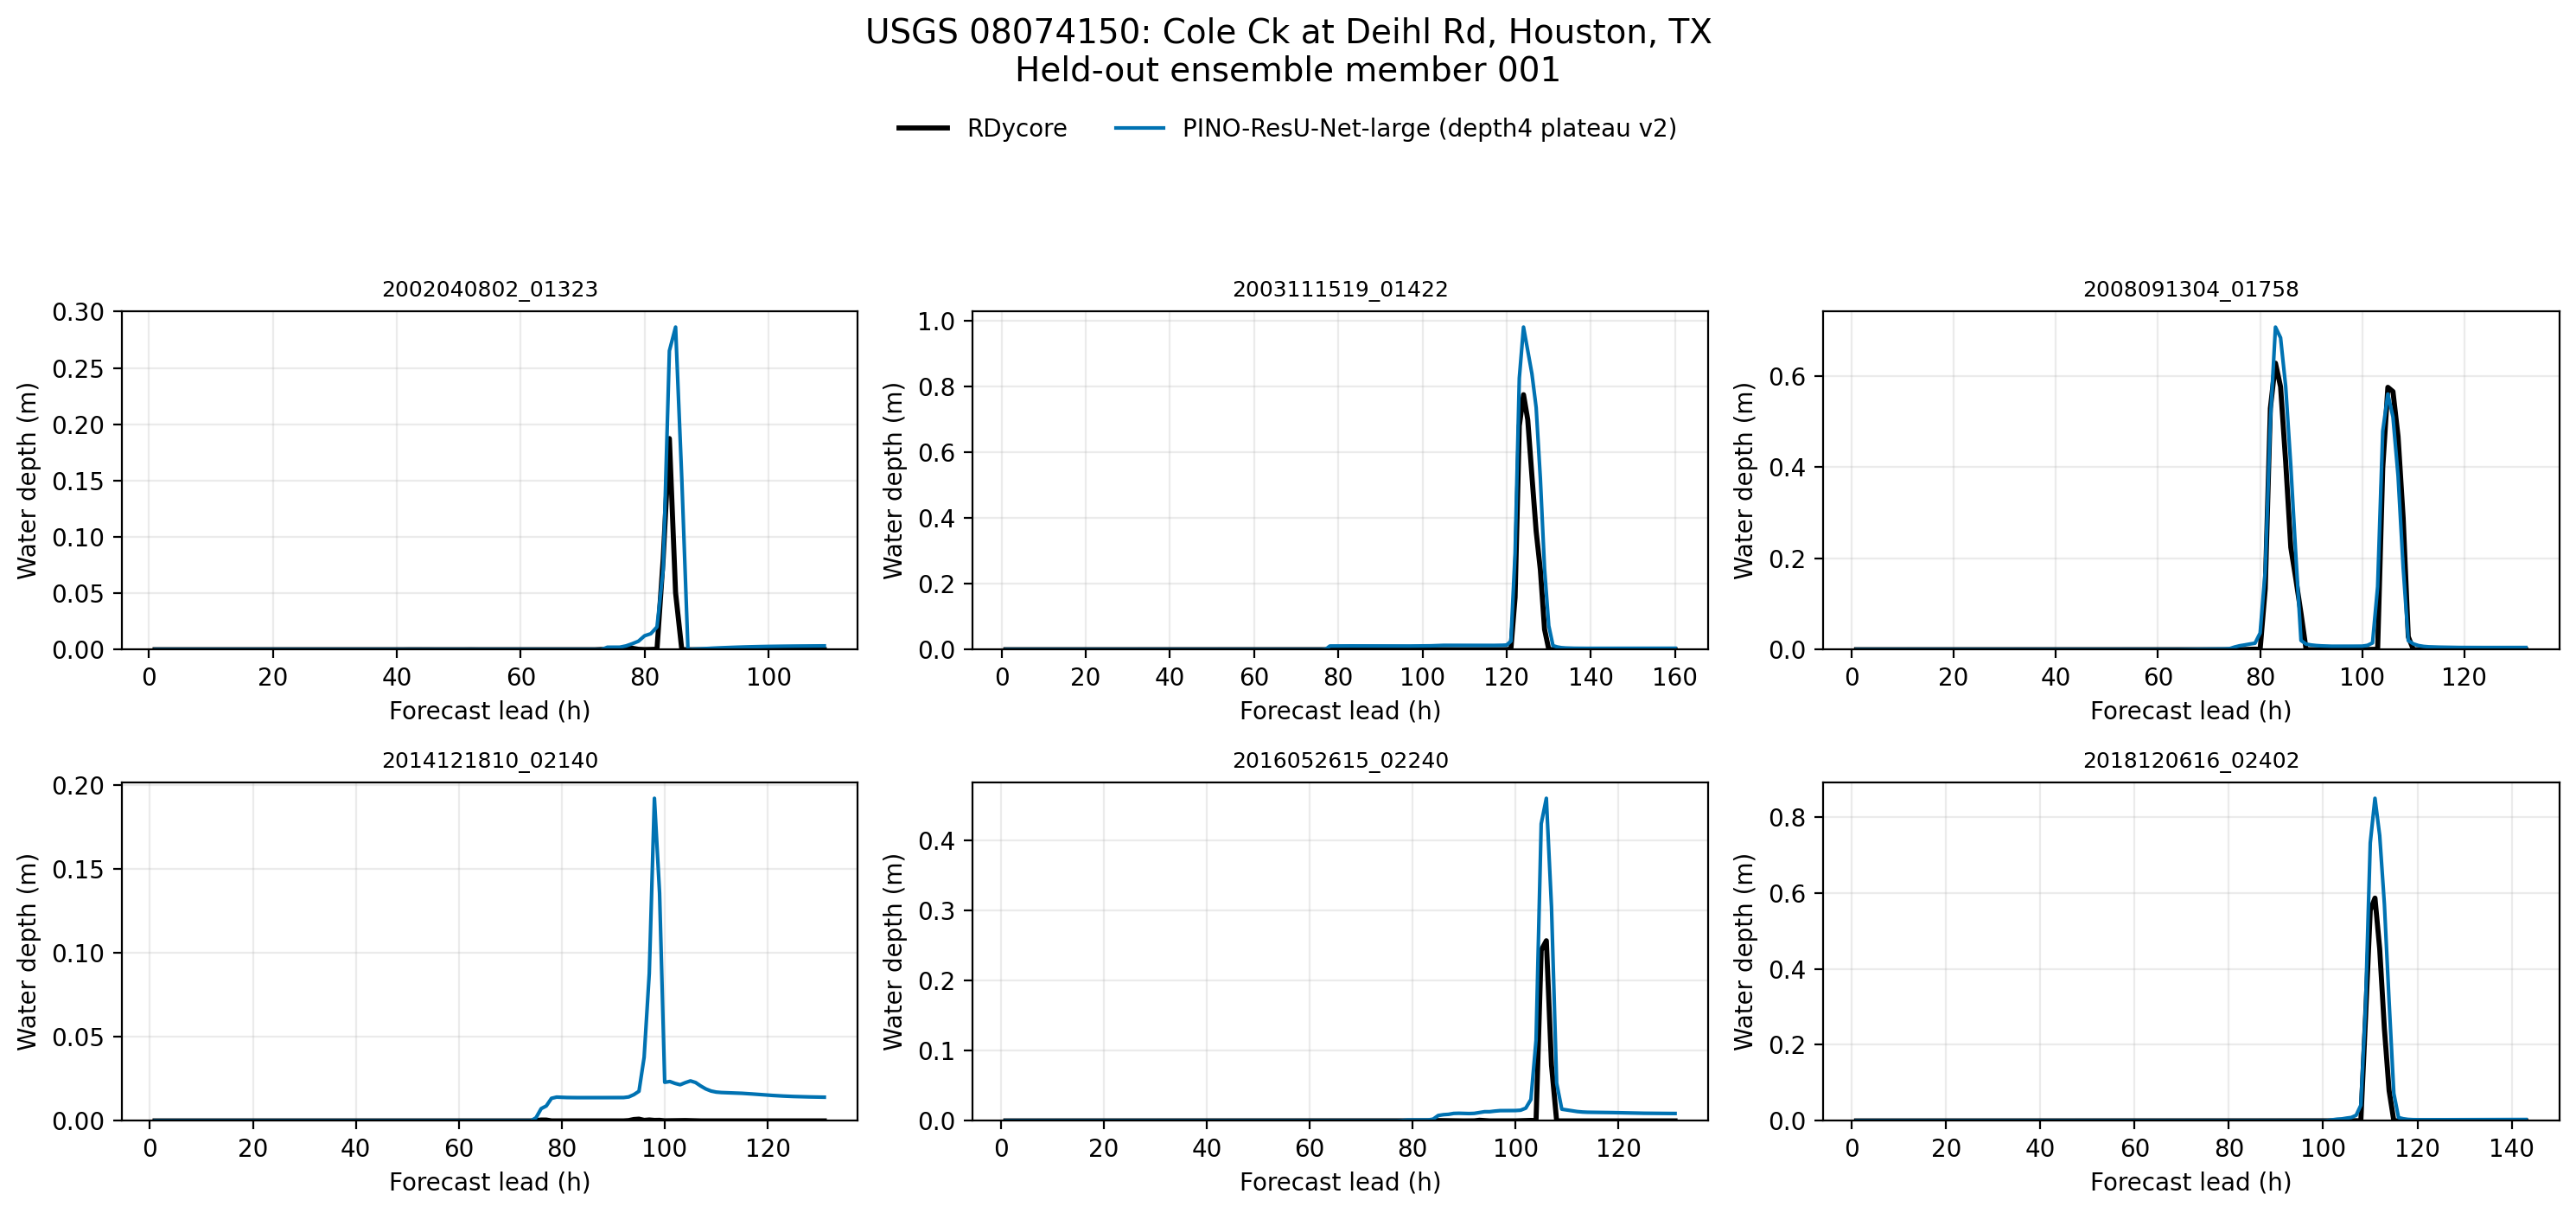 USGS 08074150: Cole Ck at Deihl Rd, Houston, TX
Held-out ensemble member 001
RDycore PINO-ResU-Net-large (depth4 plateau v2)
2002040802_01323
0.30
0.25
0.20
0.15
0.10
0.05
0.00
Water depth (m)
0 20 40 60 80 100
Forecast lead (h)
2003111519_01422
1.0
0.8
0.6
0.4
0.2
0.0
Water depth (m)
0 20 40 60 80 100 120 140 160
Forecast lead (h)
2008091304_01758
0.6
0.4
0.2
0.0
Water depth (m)
0 20 40 60 80 100 120
Forecast lead (h)
2014121810_02140
0.20
0.15
0.10
0.05
0.00
Water depth (m)
0 20 40 60 80 100 120
Forecast lead (h)
2016052615_02240
0.4
0.3
0.2
0.1
0.0
Water depth (m)
0 20 40 60 80 100 120
Forecast lead (h)
2018120616_02402
0.8
0.6
0.4
0.2
0.0
Water depth (m)
0 20 40 60 80 100 120 140
Forecast lead (h)